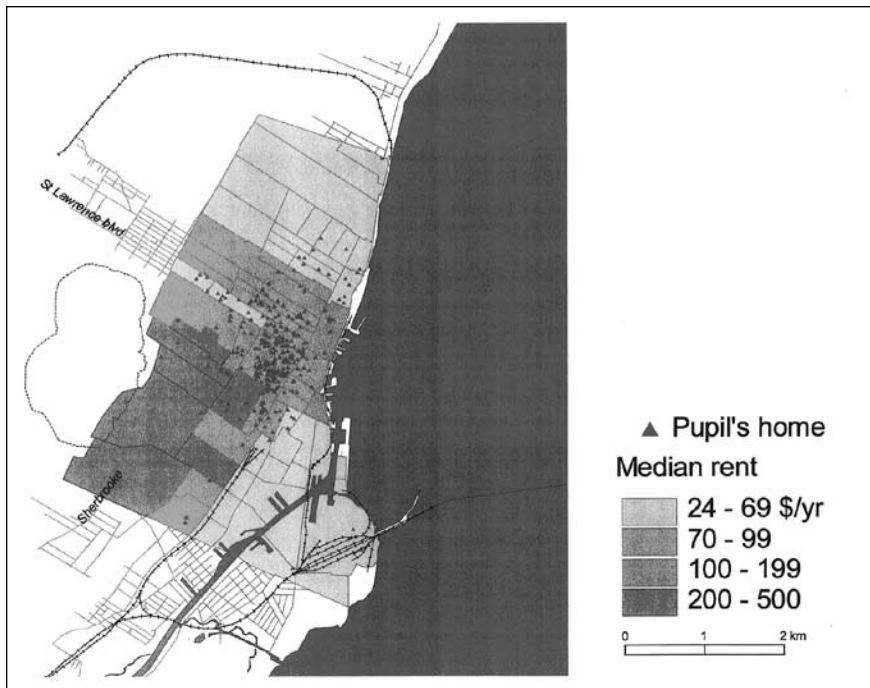 St Lawrence blvd
Sherbrooke
Pupil's home
Median rent
24 - 69 $/yr
70 - 99
100 - 199
200 - 500
0 1 2 km